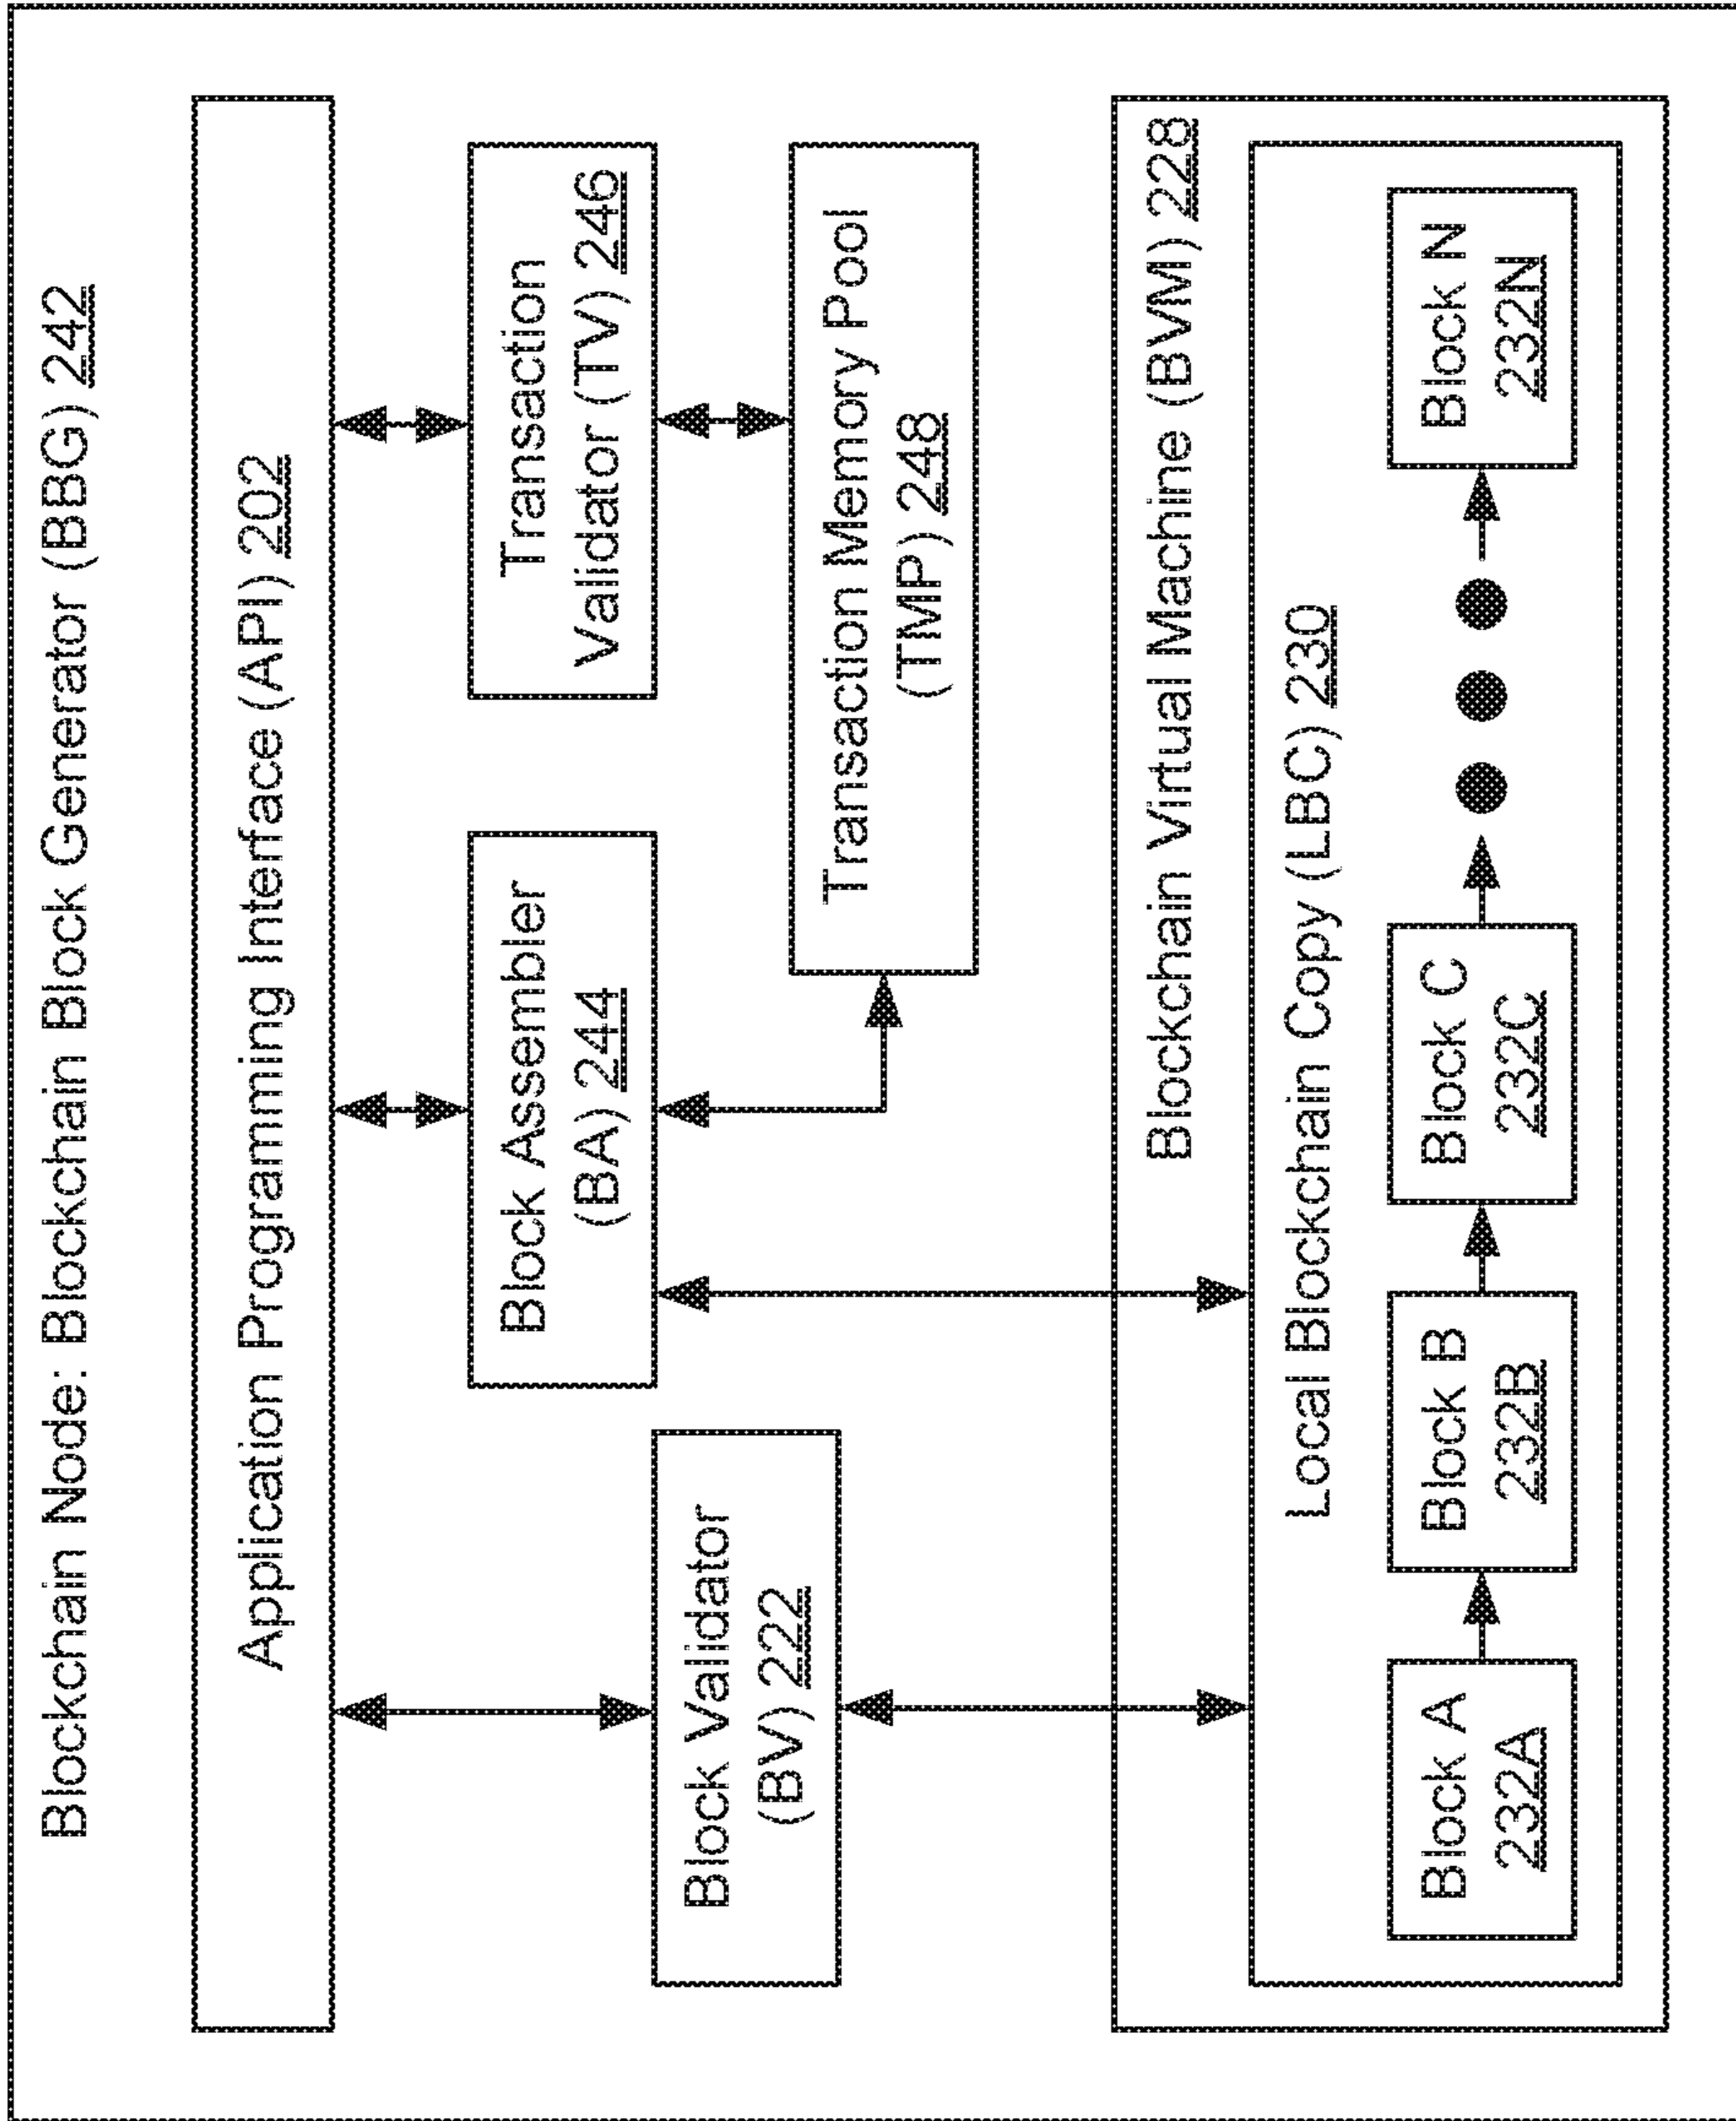 Blockchain Node: Blockchain Block Generator (BBG) 242
Application Programming Interface (API) 202
Block Validator
(BV) 222
Block Assembler
(BA) 244
Transaction
Validator (TV) 246
Transaction Memory Pool
(TMP) 248
Blockchain Virtual Machine (BVM) 228
Local Blockchain Copy (LBC) 230
Block A
232A
Block B
232B
Block C
232C
Block N
232N